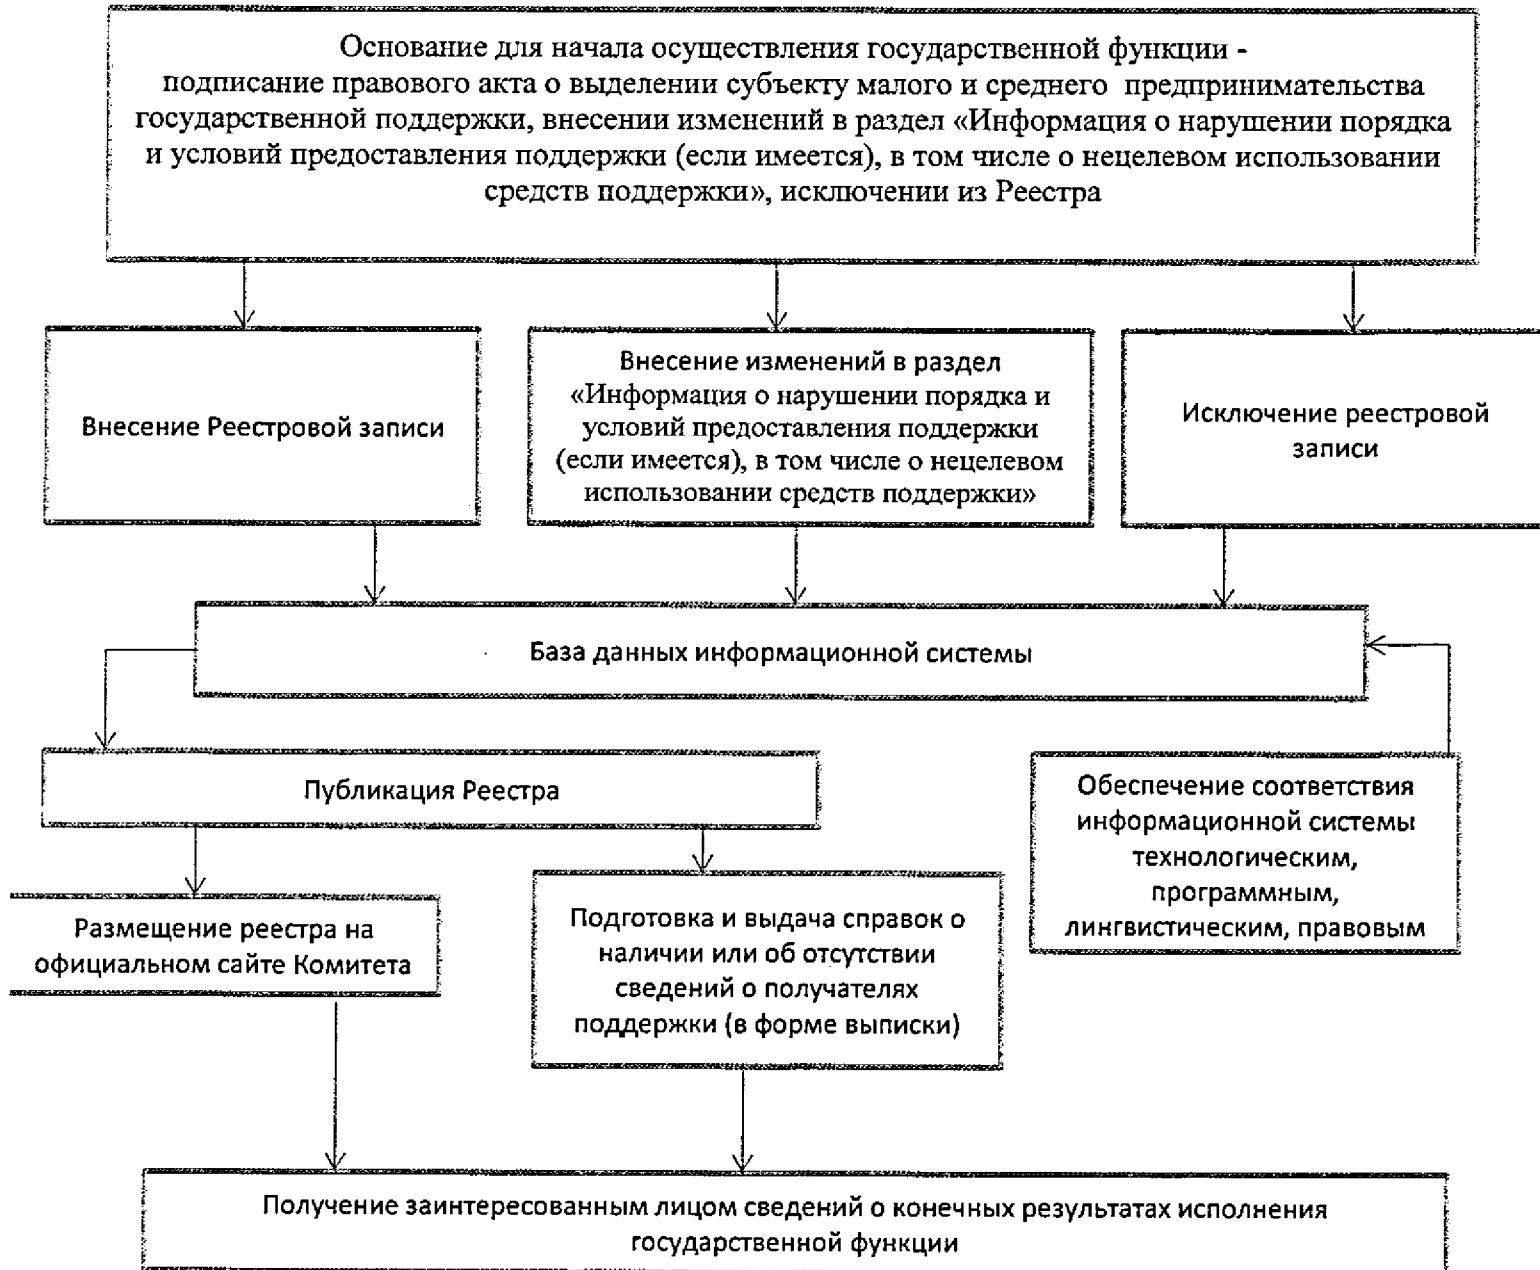 Основание для начала осуществления государственной функции -
подписание правового акта о выделении субъекту малого и среднего предпринимательства
государственной поддержки, внесении изменений в раздел «Информация о нарушении порядка
и условий предоставления поддержки (если имеется), в том числе о нецелевом использовании
средств поддержки», исключении из Реестра
Внесение Реестровой записи
Внесение изменений в раздел
«Информация о нарушении порядка и
условий предоставления поддержки
(если имеется), в том числе о нецелевом
использовании средств поддержки»
Исключение реестровой
записи
База данных информационной системы
Публикация Реестра
Обеспечение соответствия
информационной системы
технологическим,
программным,
лингвистическим, правовым
Размещение реестра на
официальном сайте Комитета
Подготовка и выдача справок о
наличии или об отсутствии
сведений о получателях
поддержки (в форме выписки)
Получение заинтересованным лицом сведений о конечных результатах исполнения
государственной функции